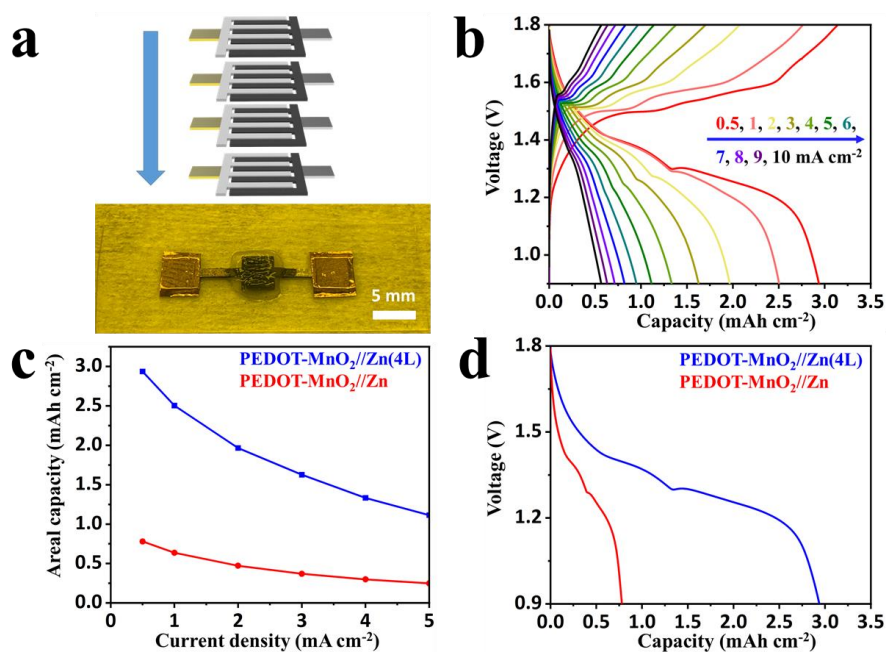 a
5 mm
b
Voltage (V)
1.8
1.6
1.4
1.2
1.0
0.5, 1, 2, 3, 4, 5, 6,
7, 8, 9, 10 mA cm⁻²
0.0 0.5 1.0 1.5 2.0 2.5 3.0 3.5
Capacity (mAh cm⁻²)
c
Areal capacity (mAh cm⁻²)
3.0
2.5
2.0
1.5
1.0
0.5
0.0
PEDOT-MnO₂//Zn(4L)
PEDOT-MnO₂//Zn
0 1 2 3 4 5
Current density (mA cm⁻²)
d
Voltage (V)
1.8
1.5
1.2
0.9
PEDOT-MnO₂//Zn(4L)
PEDOT-MnO₂//Zn
0.0 0.5 1.0 1.5 2.0 2.5 3.0 3.5
Capacity (mAh cm⁻²)